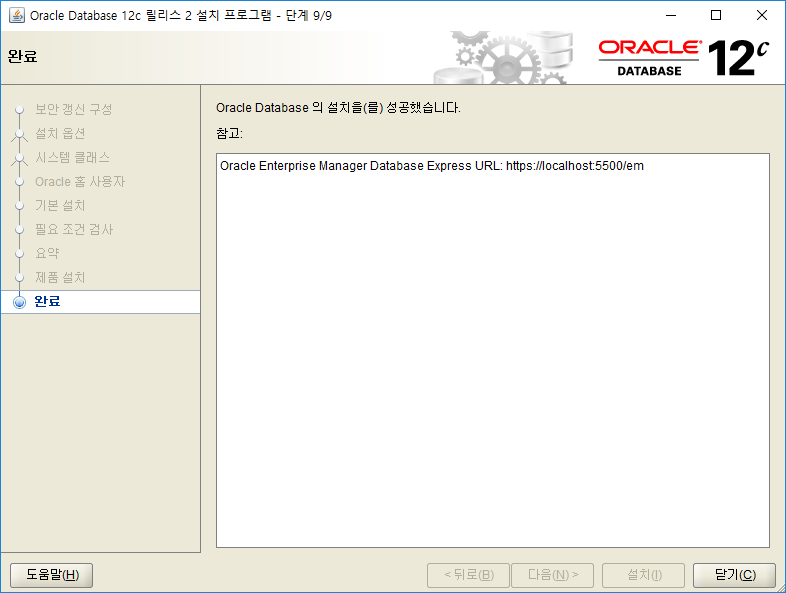 Oracle Database 12c 릴리스 2 설치 프로그램 - 단계 9/9
완료
ORACLE®
DATABASE
12c
보안 갱신 구성
설치 옵션
시스템 클래스
Oracle 홈 사용자
기본 설치
필요 조건 검사
요약
제품 설치
완료
Oracle Database 의 설치을(를) 성공했습니다.
참고:
Oracle Enterprise Manager Database Express URL: https://localhost:5500/em
도움말(H)
< 뒤로(B)
다음(N) >
설치(I)
닫기(C)